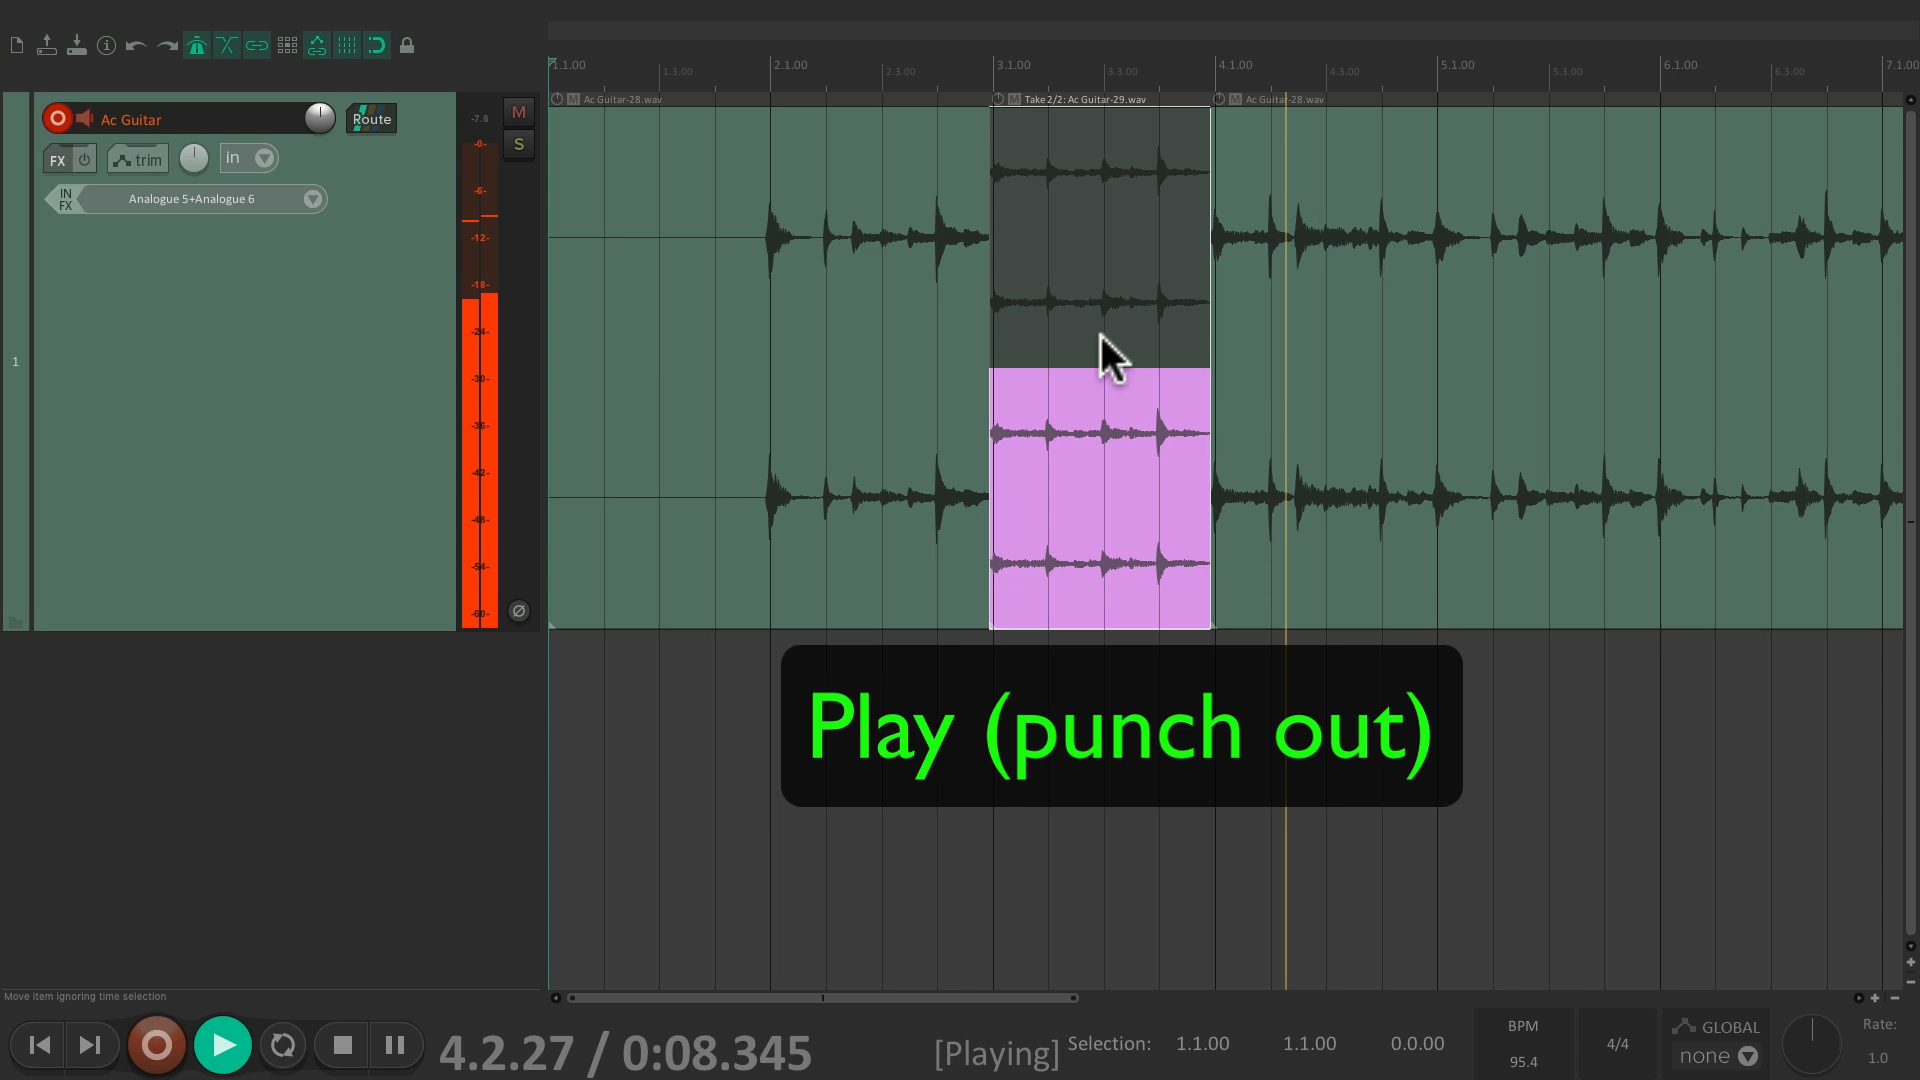 1.1.00
1.3.00
2.1.00
2.3.00
3.1.00
3.3.00
4.1.00
4.3.00
5.1.00
5.3.00
6.1.00
6.3.00
7.1.0
M Ac Guitar-28.wav
M Take 2/2: Ac Guitar-29.wav
M Ac Guitar-28.wav
Ac Guitar
Route
-7.8
M
S
FX
trim
in
IN
FX
Analogue 5+Analogue 6
-0-
-6-
-12-
-18-
-24-
-30-
-36-
-42-
-48-
-54-
-60-
1
Play (punch out)
Move item ignoring time selection
4.2.27 / 0:08.345
[Playing]
Selection:
1.1.00
1.1.00
0.0.00
BPM
95.4
4/4
GLOBAL
none
Rate:
1.0